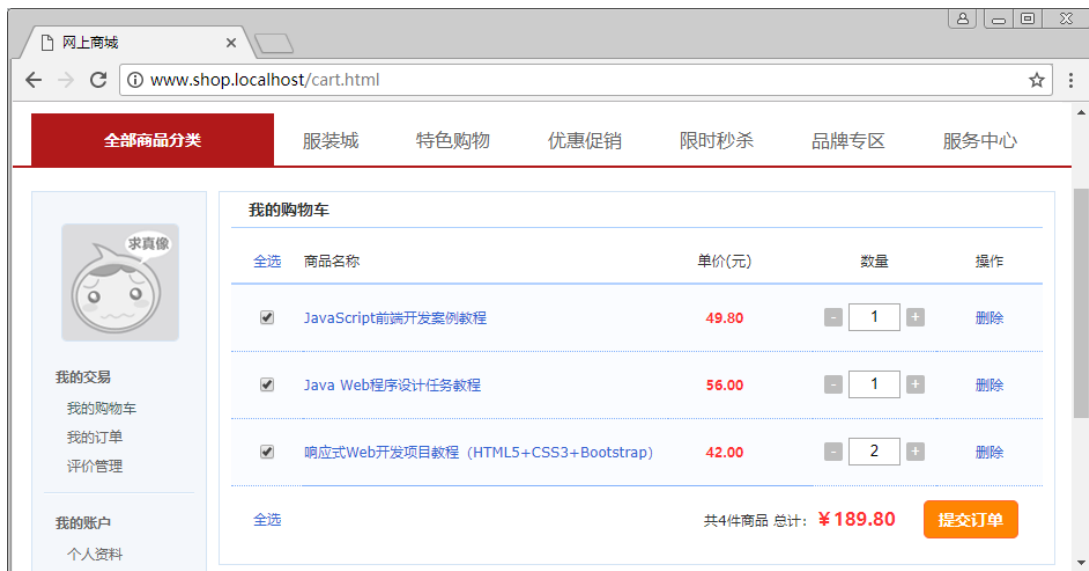 网上商城
www.shop.localhost/cart.html
全部商品分类 服装城 特色购物 优惠促销 限时秒杀 品牌专区 服务中心
求真像
我的交易
我的购物车
我的订单
评价管理
我的账户
个人资料
我的购物车
全选 商品名称 单价(元) 数量 操作
JavaScript前端开发案例教程 49.80 - 1 + 删除
Java Web程序设计任务教程 56.00 - 1 + 删除
响应式Web开发项目教程（HTML5+CSS3+Bootstrap） 42.00 - 2 + 删除
全选 共4件商品 总计：￥189.80 提交订单